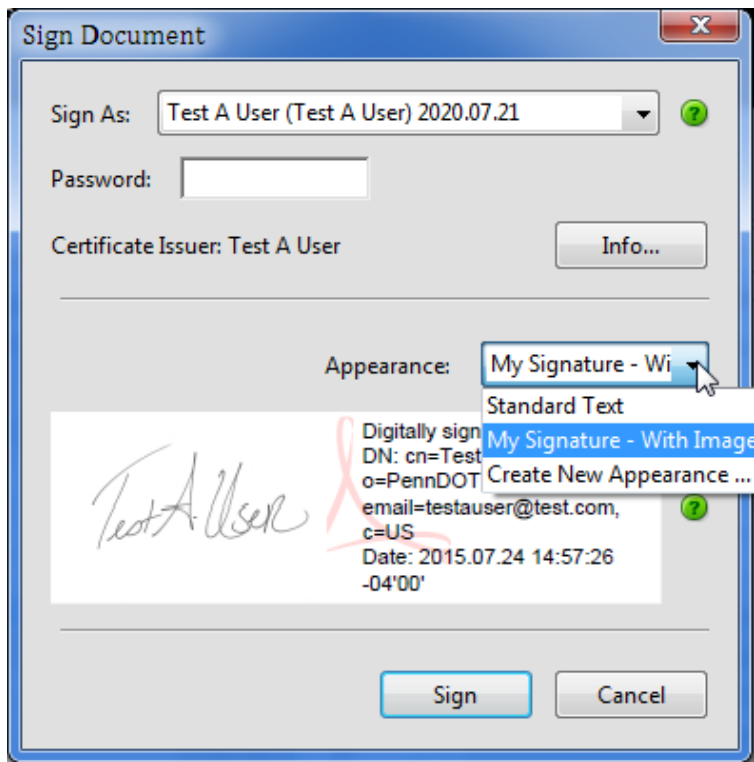 Sign Document
x
Sign As: Test A User (Test A User) 2020.07.21 ?
Password:
Certificate Issuer: Test A User Info...
Appearance: My Signature - Wi
Standard Text
My Signature - With Image
Create New Appearance ...
Test A. User
Digitally sign
DN: cn=Test
o=PennDOT
email=testauser@test.com, ?
c=US
Date: 2015.07.24 14:57:26
-04'00'
Sign Cancel